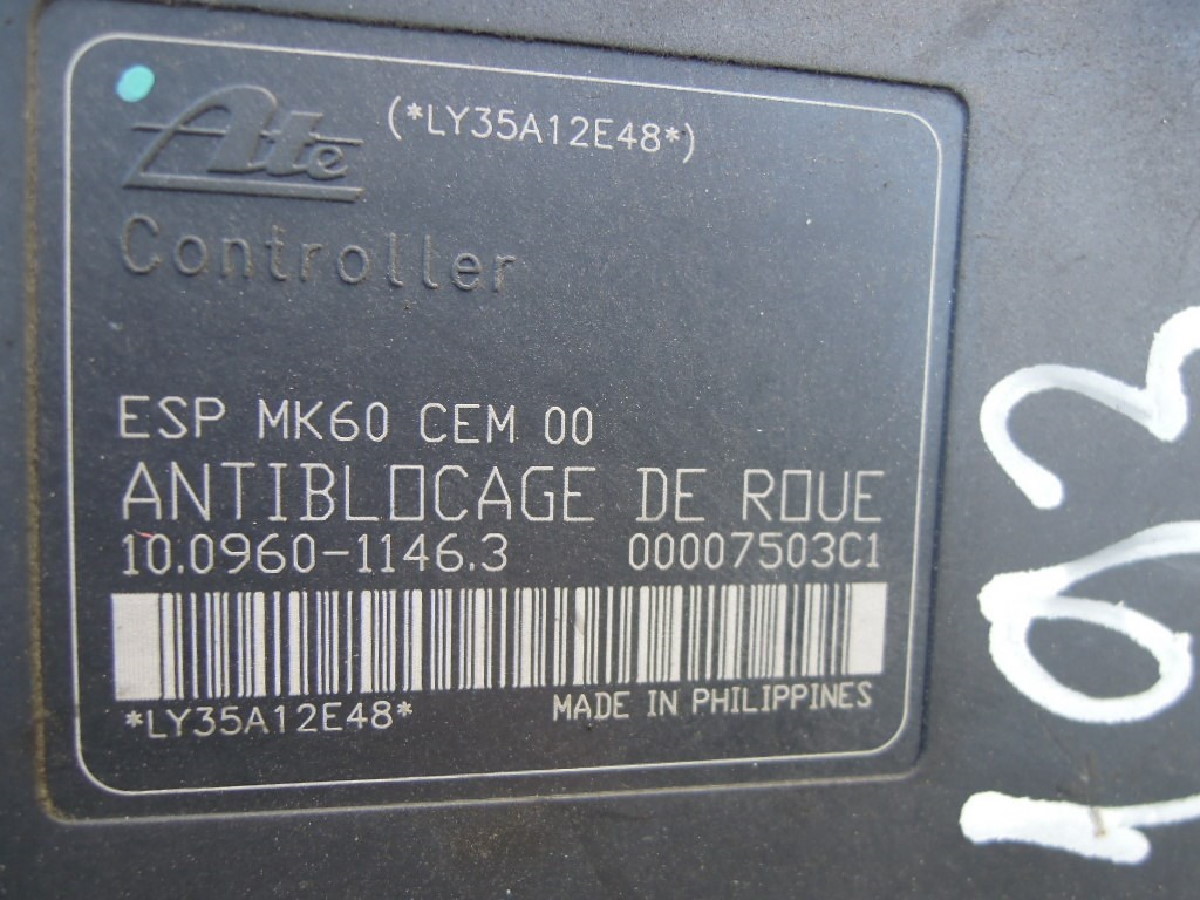 Ate (*LY35A12E48*)
Controller
ESP MK60 CEM 00
ANTIBLOCAGE DE ROUE
10.0960-1146.3 00007503C1
*LY35A12E48*
MADE IN PHILIPPINES
103